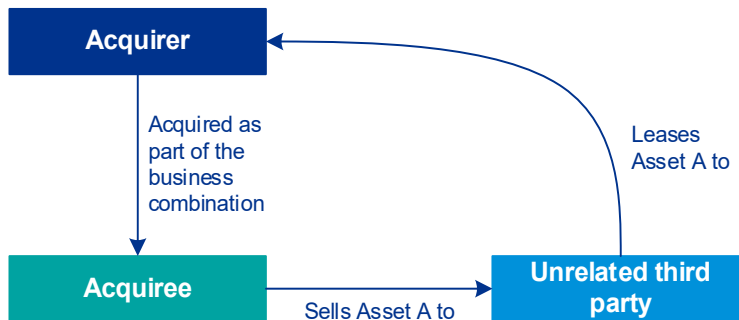 Acquirer
Acquired as
part of the
business
combination
Leases
Asset A to
Acquiree
Sells Asset A to
Unrelated third
party